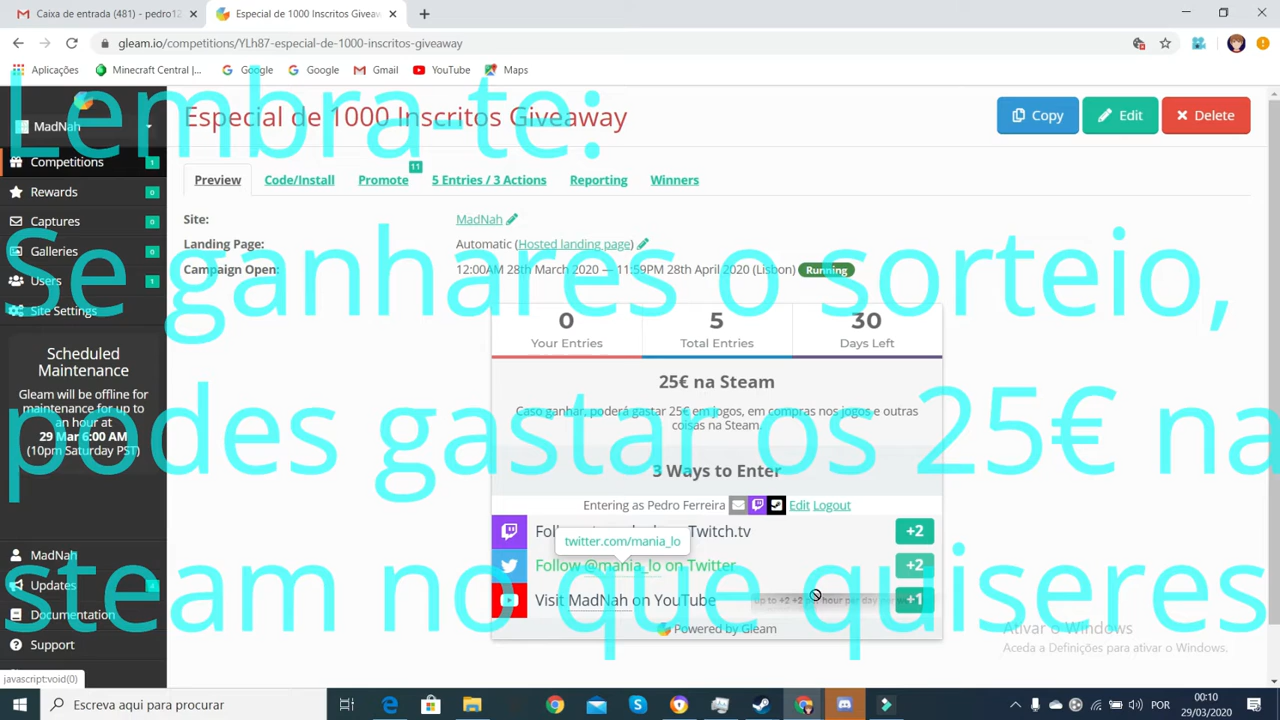 Caixa de entrada (481) - pedro12
Especial de 1000 Inscritos Giveaw
gleam.io/competitions/YLh87-especial-de-1000-inscritos-giveaway
Aplicações
Minecraft Central |...
Google
Google
Gmail
YouTube
Maps
Lembra-te:
Se ganhares o sorteio,
podes gastar os 25€ na
steam no que quiseres
MadNah
Competitions 1
Rewards 0
Captures 0
Galleries 0
Users 1
Site Settings
Scheduled
Maintenance
Gleam will be offline for
maintenance for up to
an hour at
29 Mar 6:00 AM
(10pm Saturday PST)
MadNah
Updates
Documentation
Support
javascript:void(0)
Especial de 1000 Inscritos Giveaway
Copy
Edit
Delete
Preview
Code/Install
Promote 11
5 Entries / 3 Actions
Reporting
Winners
Site: MadNah
Landing Page: Automatic (Hosted landing page)
Campaign Open: 12:00AM 28th March 2020 — 11:59PM 28th April 2020 (Lisbon) Running
0 5 30
Your Entries Total Entries Days Left
25€ na Steam
Caso ganhar, poderá gastar 25€ em jogos, em compras nos jogos e outras
coisas na Steam.
3 Ways to Enter
Entering as Pedro Ferreira Edit Logout
Twitch.tv +2
twitter.com/mania_lo
Follow @mania_lo on Twitter +2
Visit MadNah on YouTube +1
Powered by Gleam
Ativar o Windows
Aceda a Definições para ativar o Windows.
Escreva aqui para procurar
POR
00:10
29/03/2020